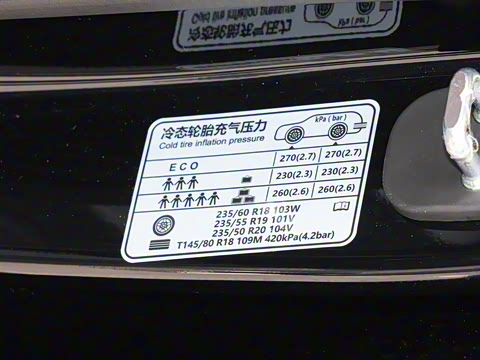 冷态轮胎充气压力
Cold tire inflation pressure
kPa ( bar )
ECO 270(2.7) 270(2.7)
230(2.3) 230(2.3)
260(2.6) 260(2.6)
235/60 R18 103W
235/55 R19 101V
235/50 R20 104V
T145/80 R18 109M 420kPa(4.2bar)